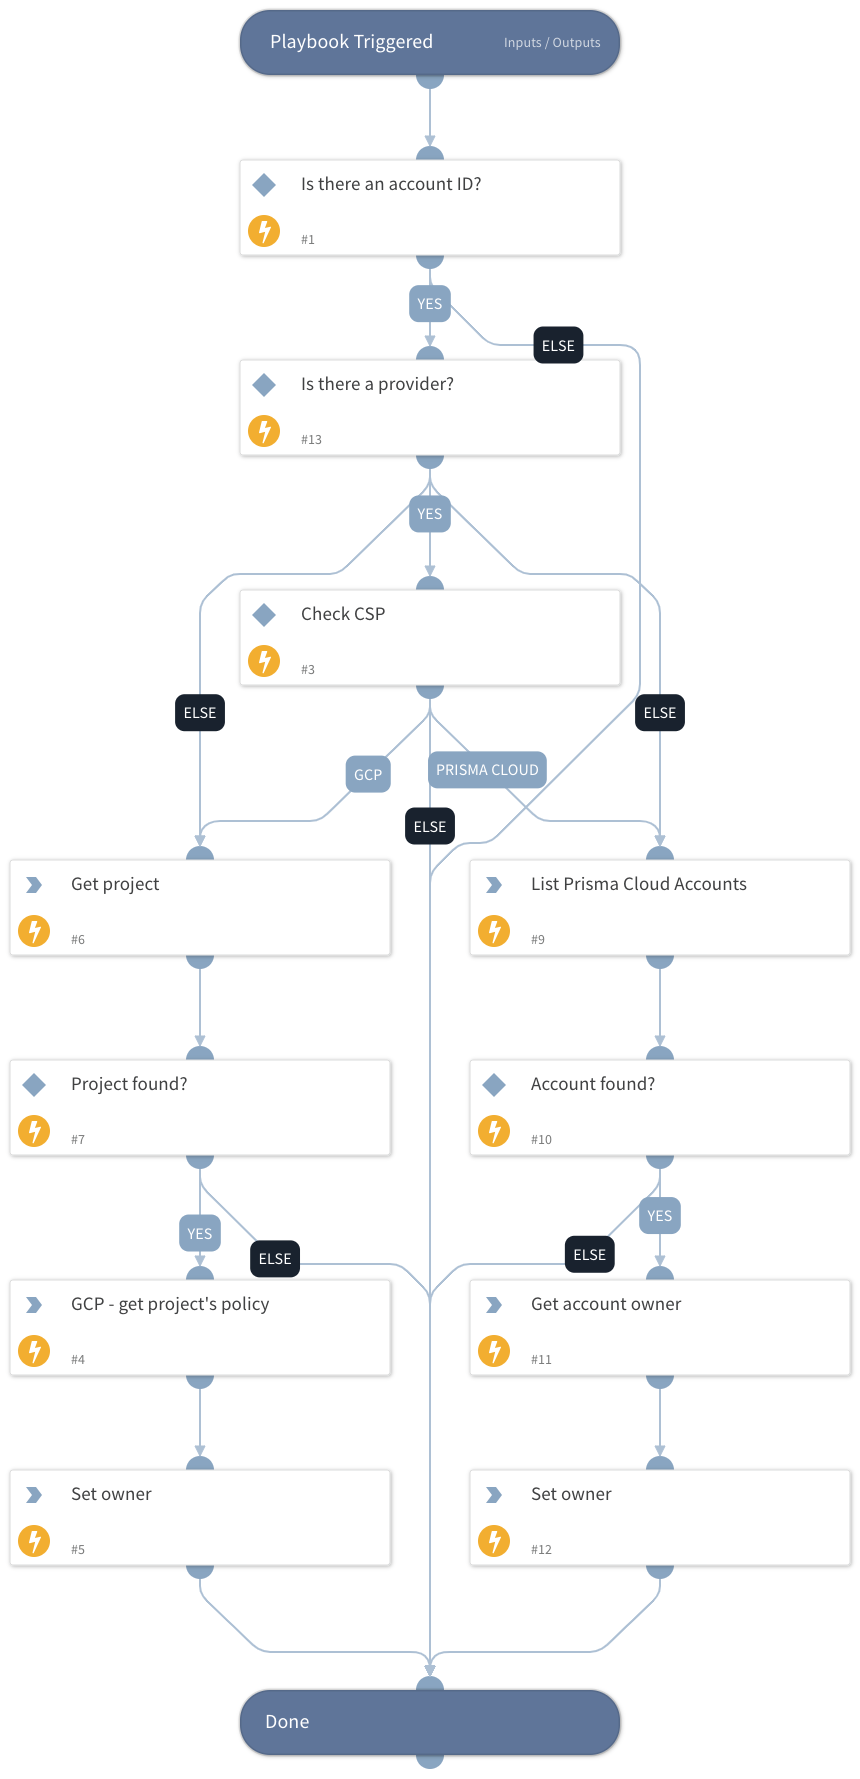 Playbook Triggered
Inputs / Outputs
Is there an account ID?
#1
YES
ELSE
Is there a provider?
#13
YES
Check CSP
#3
ELSE
ELSE
GCP
PRISMA CLOUD
ELSE
Get project
#6
List Prisma Cloud Accounts
#9
Project found?
#7
Account found?
#10
YES
ELSE
ELSE
YES
GCP - get project's policy
#4
Get account owner
#11
Set owner
#5
Set owner
#12
Done